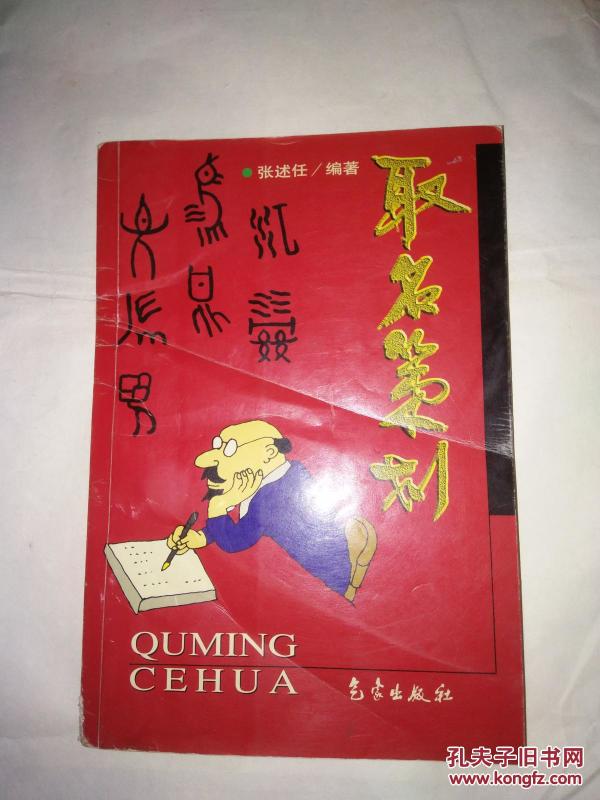 张述任/编著
取名策划
QUMING
CEHUA
气象出版社
孔夫子旧书网
www.kongfz.com